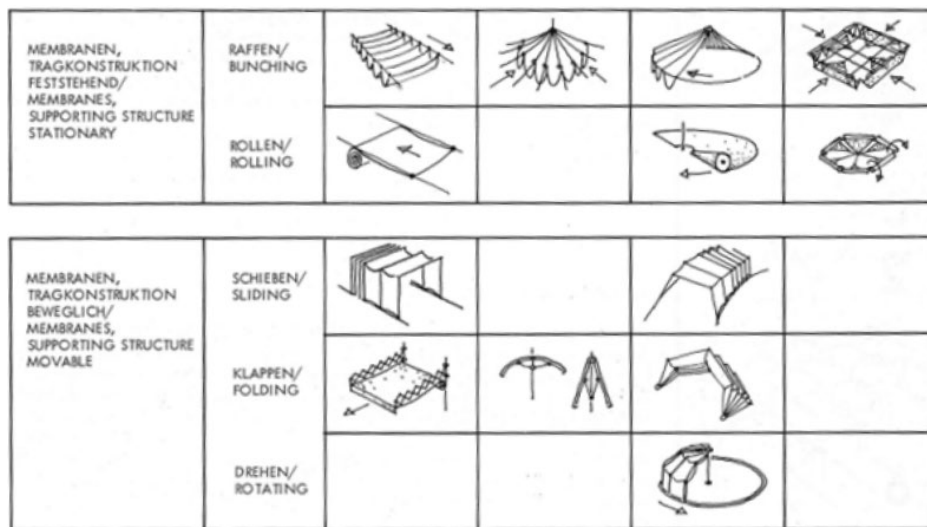 MEMBRANEN,
TRAGKONSTRUKTION
FESTSTEHEND/
MEMBRANES,
SUPPORTING STRUCTURE
STATIONARY
RAFFEN/
BUNCHING
ROLLEN/
ROLLING
MEMBRANEN,
TRAGKONSTRUKTION
BEWEGLICH/
MEMBRANES,
SUPPORTING STRUCTURE
MOVABLE
SCHIEBEN/
SLIDING
KLAPPEN/
FOLDING
DREHEN/
ROTATING